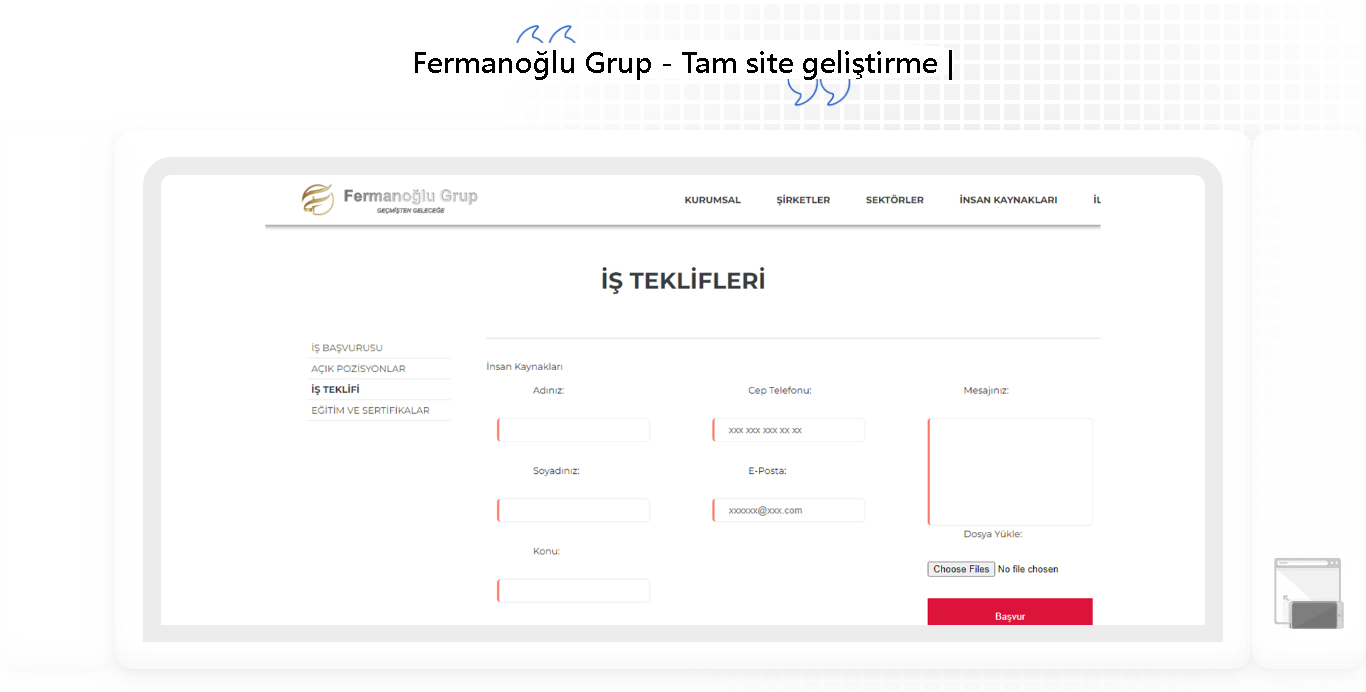 Fermanoğlu Grup - Tam site geliştirme |
Fermanoğlu Grup
GEÇMİŞTEN GELECEĞE
KURUMSAL ŞİRKETLER SEKTÖRLER İNSAN KAYNAKLARI İL
İŞ TEKLİFLERİ
İŞ BAŞVURUSU
AÇIK POZİSYONLAR
İŞ TEKLİFİ
EĞİTİM VE SERTİFİKALAR
İnsan Kaynakları
Adınız: Cep Telefonu: Mesajınız:
xxx xxx xxx xx xx
Soyadınız: E-Posta:
xxxxxx@xxx.com
Dosya Yükle:
Konu:
Choose Files No file chosen
Başvur